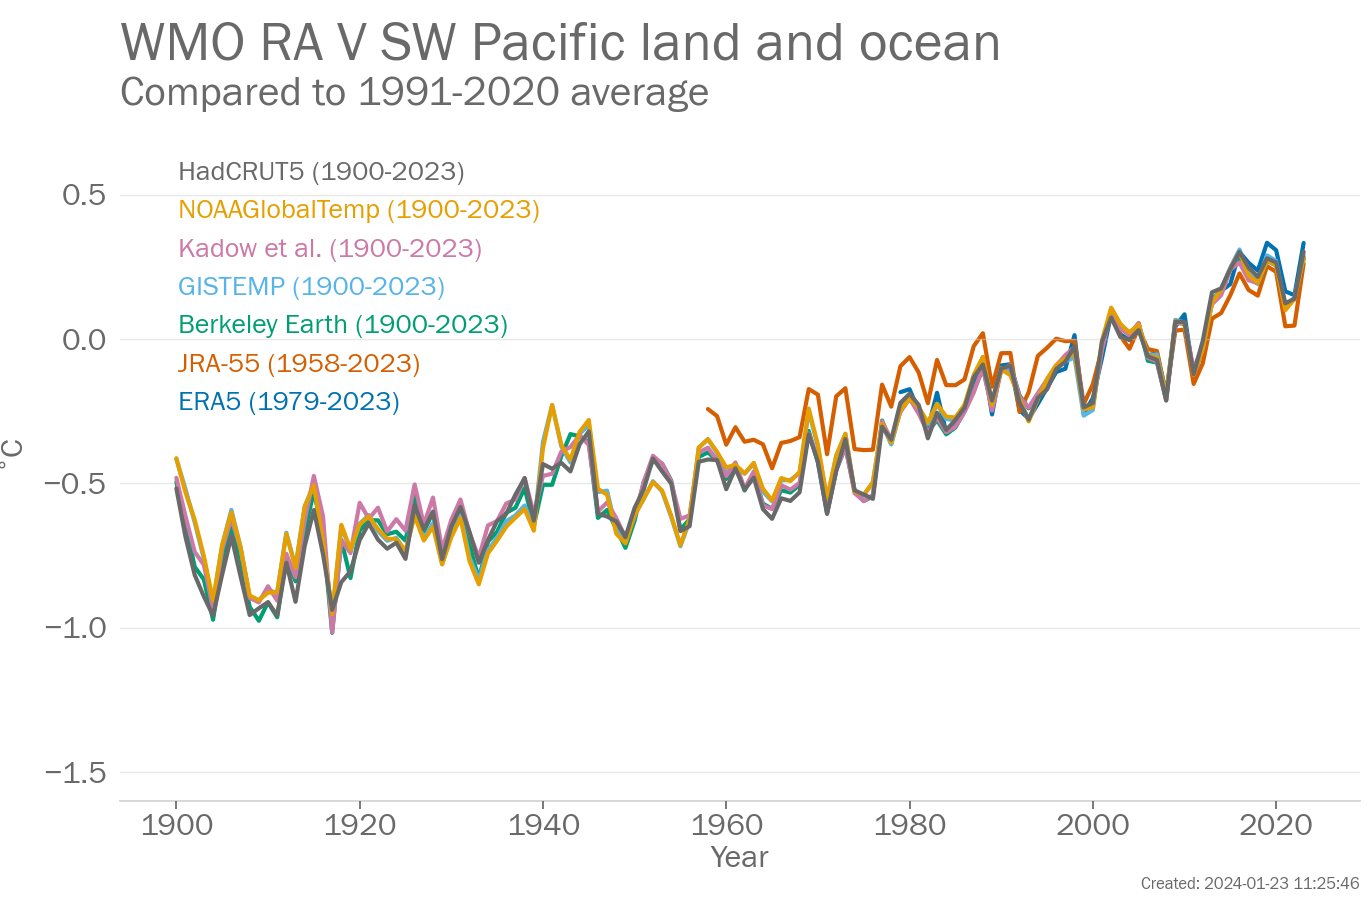 WMO RA V SW Pacific land and ocean
Compared to 1991-2020 average
HadCRUT5 (1900-2023)
0.5
NOAAGlobalTemp (1900-2023)
Kadow et al. (1900-2023)
GISTEMP (1900-2023)
Berkeley Earth (1900-2023)
0.0
JRA-55 (1958-2023)
ERA5 (1979-2023)
°C
−0.5
−1.0
−1.5
1900 1920 1940 1960 1980 2000 2020
Year
Created: 2024-01-23 11:25:46